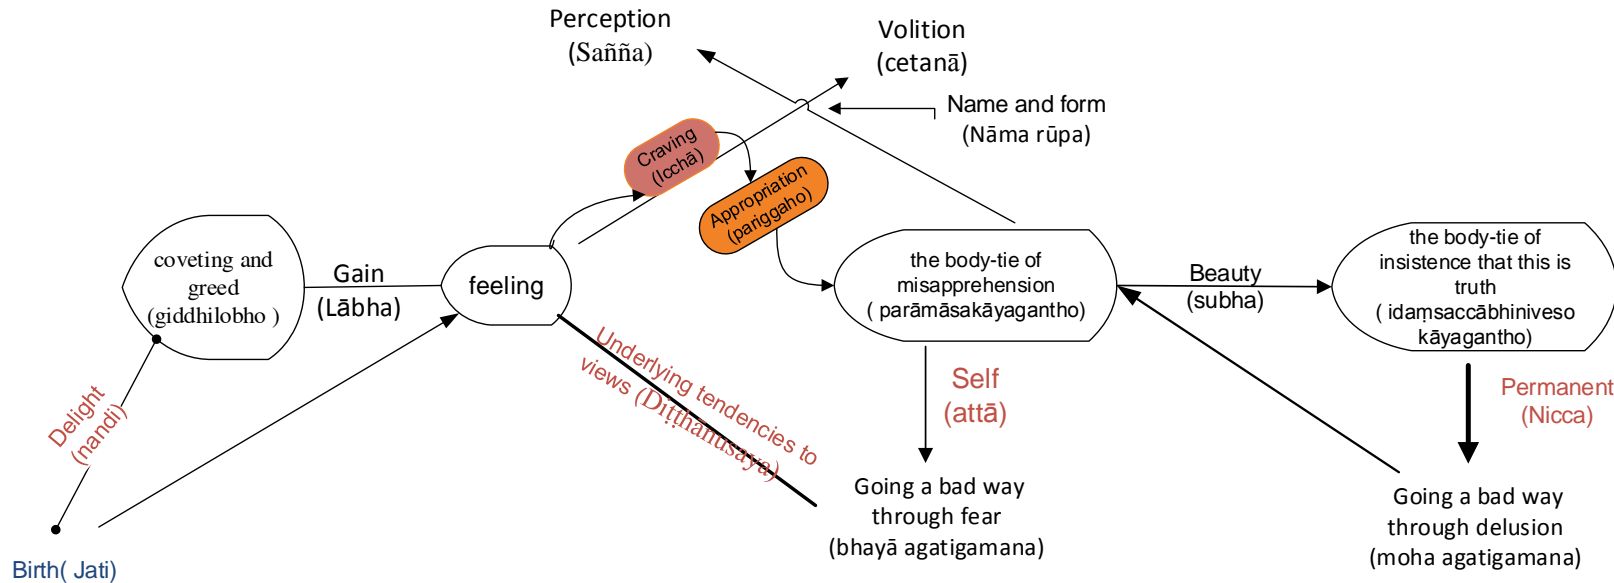 Perception
(Sañña)
Volition
(cetanā)
Name and form
(Nāma rūpa)
Craving
(Icchā)
Appropriation
(pariggaho)
coveting and
greed
(giddhilobho )
Gain
(Lābha)
feeling
the body-tie of
misapprehension
( parāmāsakāyagantho)
Beauty
(subha)
the body-tie of
insistence that this is
truth
( idaṃsaccābhiniveso
kāyagantho)
Underlying tendencies to
views (Diṭṭhānusaya)
Self
(attā)
Permanent
(Nicca)
Delight
(nandi)
Going a bad way
through fear
(bhayā agatigamana)
Going a bad way
through delusion
(moha agatigamana)
Birth( Jati)